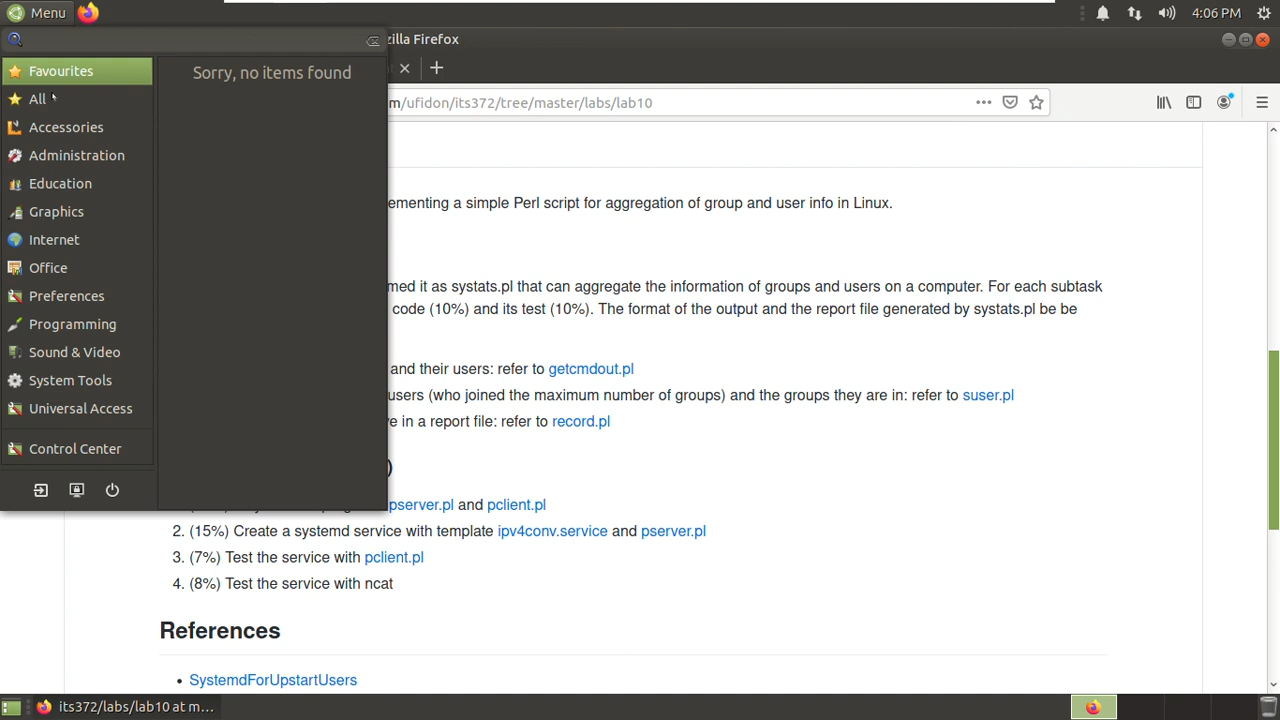 Menu
4:06 PM
zilla Firefox
m/ufidon/its372/tree/master/labs/lab10
Favourites
Sorry, no items found
All
Accessories
Administration
Education
Graphics
Internet
Office
Preferences
Programming
Sound & Video
System Tools
Universal Access
Control Center
ementing a simple Perl script for aggregation of group and user info in Linux.
med it as systats.pl that can aggregate the information of groups and users on a computer. For each subtask
code (10%) and its test (10%). The format of the output and the report file generated by systats.pl be be
and their users: refer to getcmdout.pl
users (who joined the maximum number of groups) and the groups they are in: refer to suser.pl
e in a report file: refer to record.pl
)
pserver.pl and pclient.pl
2. (15%) Create a systemd service with template ipv4conv.service and pserver.pl
3. (7%) Test the service with pclient.pl
4. (8%) Test the service with ncat
References
• SystemdForUpstartUsers
its372/labs/lab10 at m...